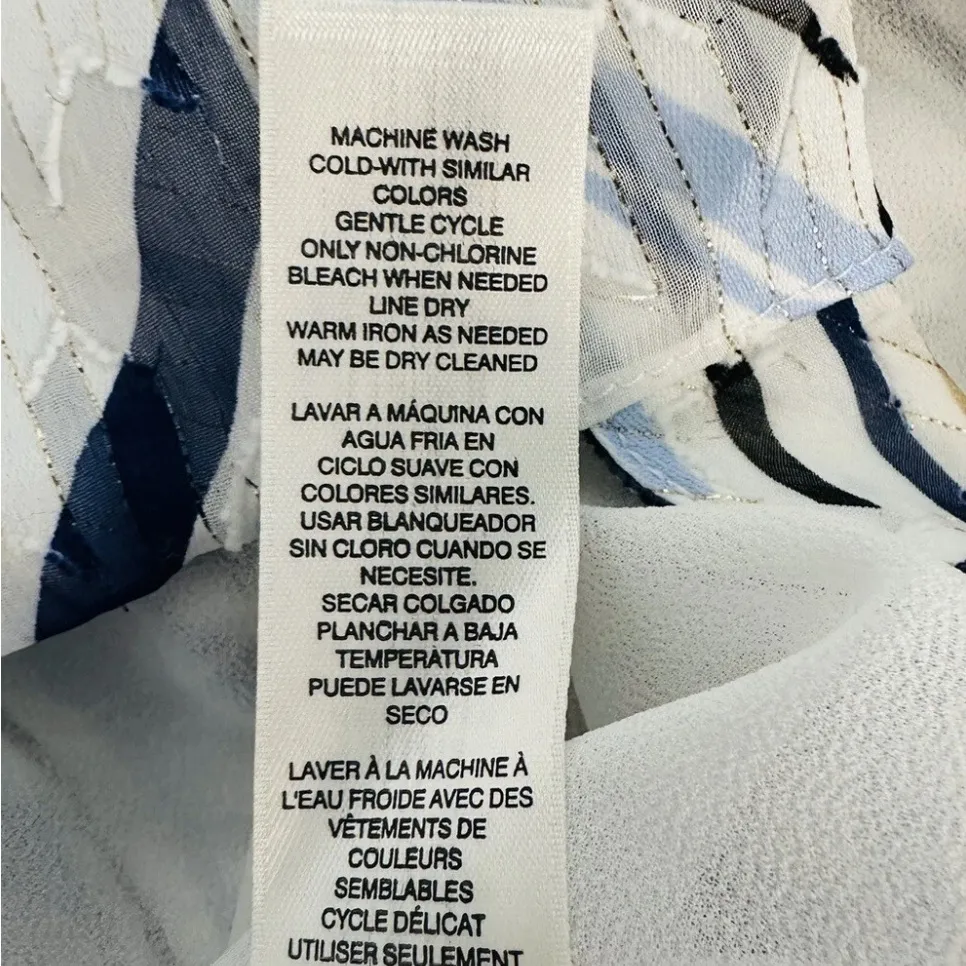 MACHINE WASH
COLD-WITH SIMILAR
COLORS
GENTLE CYCLE
ONLY NON-CHLORINE
BLEACH WHEN NEEDED
LINE DRY
WARM IRON AS NEEDED
MAY BE DRY CLEANED
LAVAR A MÁQUINA CON
AGUA FRIA EN
CICLO SUAVE CON
COLORES SIMILARES.
USAR BLANQUEADOR
SIN CLORO CUANDO SE
NECESITE.
SECAR COLGADO
PLANCHAR A BAJA
TEMPERÀTURA
PUEDE LAVARSE EN
SECO
LAVER À LA MACHINE À
L'EAU FROIDE AVEC DES
VÊTEMENTS DE
COULEURS
SEMBLABLES
CYCLE DÉLICAT
UTILISER SEULEMENT